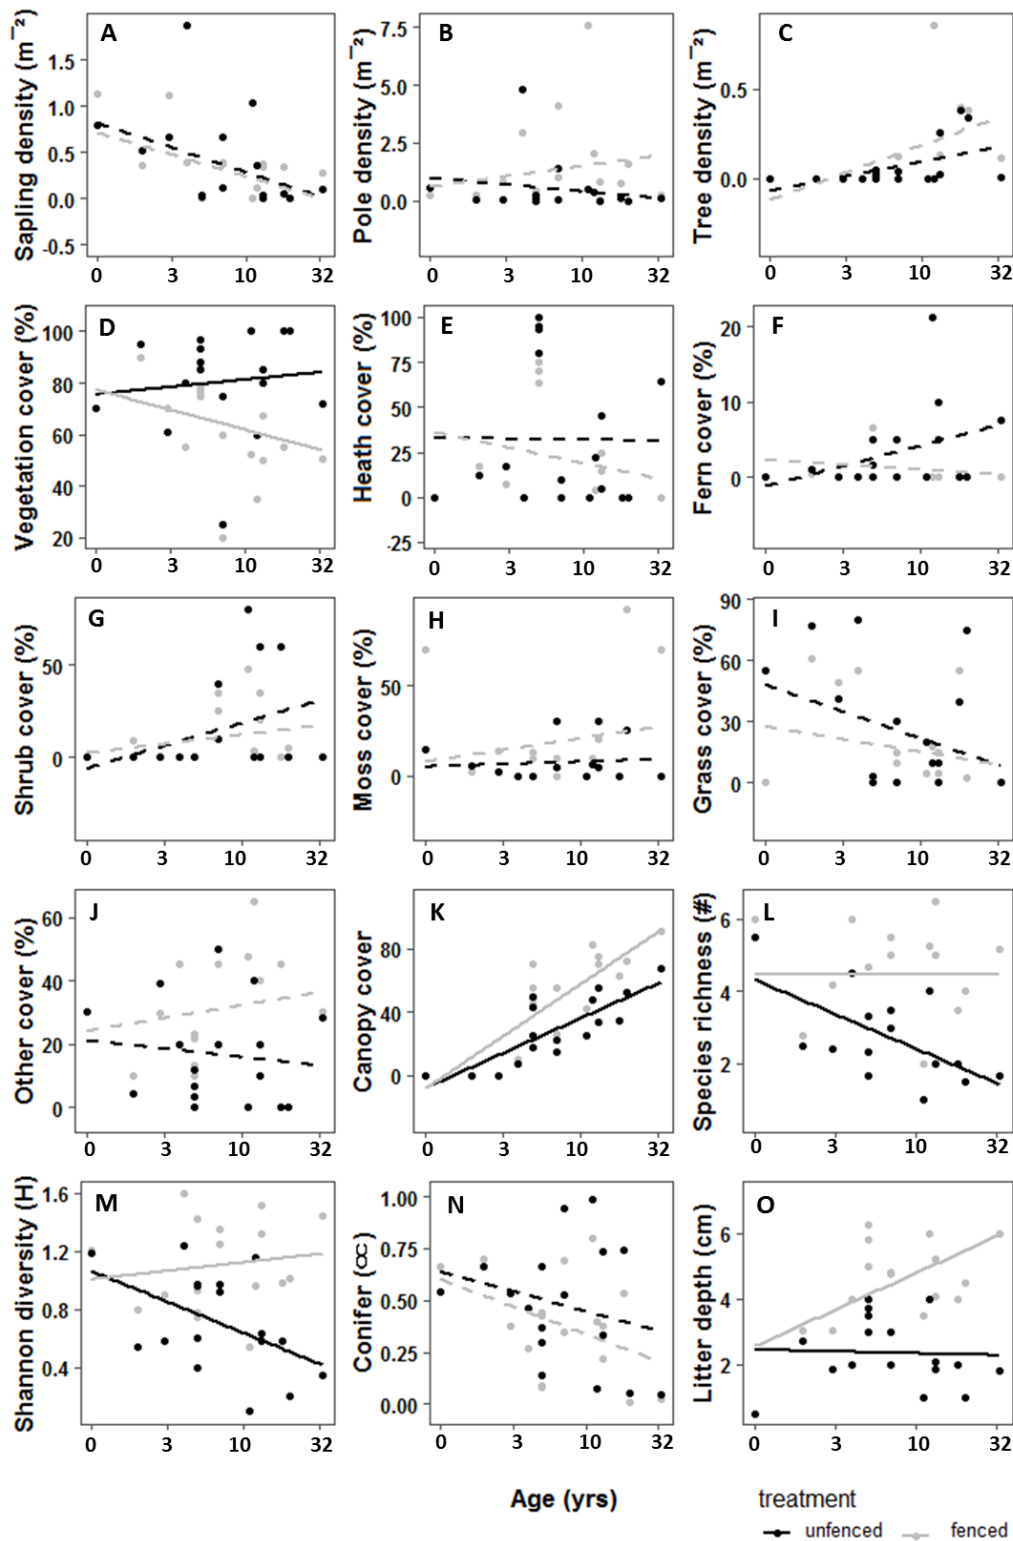 A
Sapling density (m¯²)
1.5
1.0
0.5
0.0
-0.5
0 3 10 32
B
Pole density (m¯²)
7.5
5.0
2.5
0.0
0 3 10 32
C
Tree density (m¯²)
0.5
0.0
0 3 10 32
D
Vegetation cover (%)
100
80
60
40
20
0 3 10 32
E
Heath cover (%)
100
75
50
25
0
-25
0 3 10 32
F
Fern cover (%)
20
10
0
0 3 10 32
G
Shrub cover (%)
50
0
0 3 10 32
H
Moss cover (%)
50
0
0 3 10 32
I
Grass cover (%)
90
60
30
0
0 3 10 32
J
Other cover (%)
60
40
20
0
0 3 10 32
K
Canopy cover
80
40
0
0 3 10 32
L
Species richness (#)
6
4
2
0 3 10 32
M
Shannon diversity (H)
1.6
1.2
0.8
0.4
0 3 10 32
N
Conifer (∝)
1.00
0.75
0.50
0.25
0.00
0 3 10 32
O
Litter depth (cm)
6
4
2
0 3 10 32
Age (yrs)
treatment
unfenced fenced